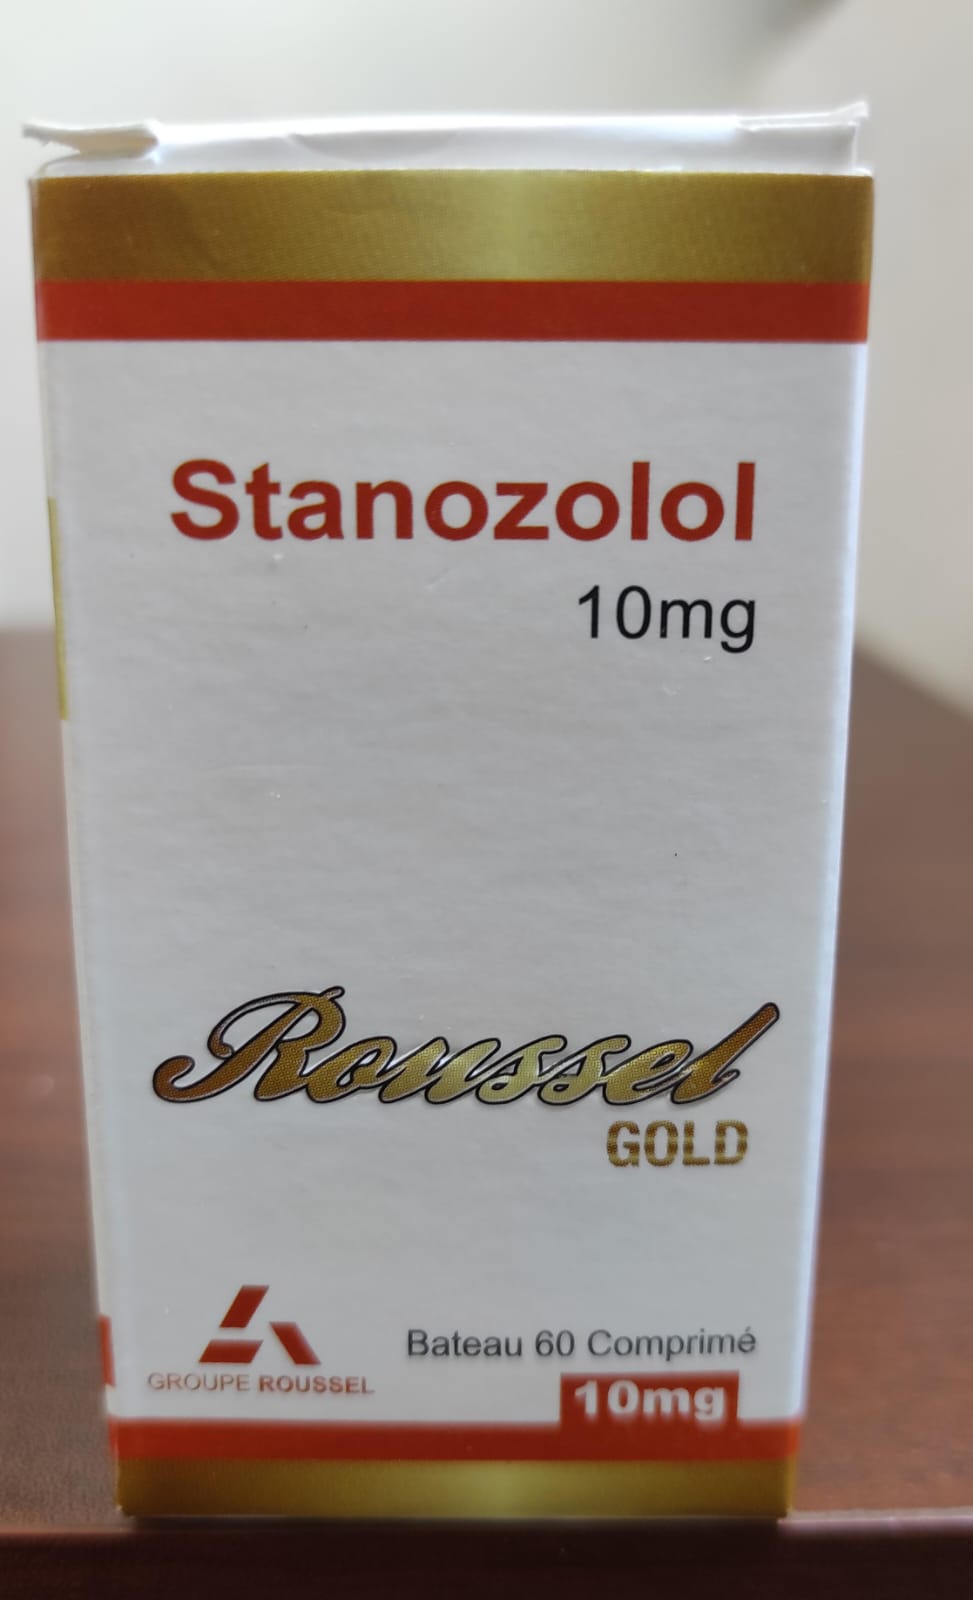 Stanozolol
10mg
Roussel
GOLD
GROUPE ROUSSEL
Bateau 60 Comprimé
10mg